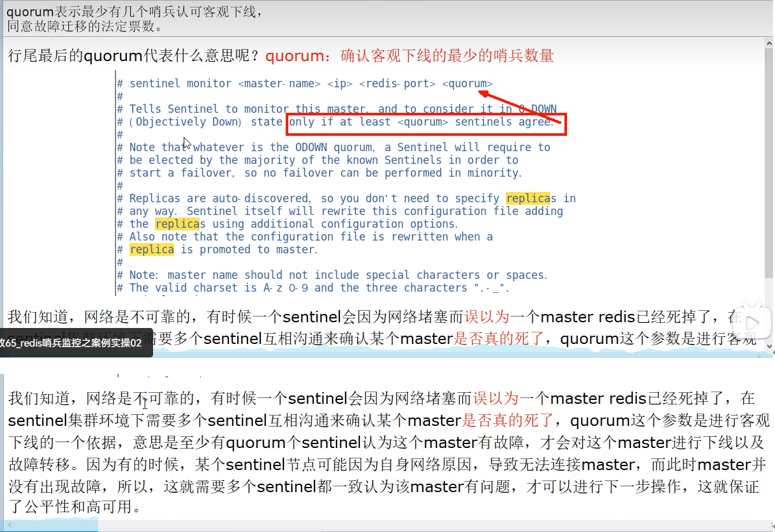 quorum表示最少有几个哨兵认可客观下线，
同意故障迁移的法定票数。
行尾最后的quorum代表什么意思呢？quorum：确认客观下线的最少的哨兵数量
# sentinel monitor <master-name> <ip> <redis-port> <quorum>
#
# Tells Sentinel to monitor this master, and to consider it in O_DOWN
# (Objectively Down) state only if at least <quorum> sentinels agree.
#
# Note that whatever is the ODOWN quorum, a Sentinel will require to
# be elected by the majority of the known Sentinels in order to
# start a failover, so no failover can be performed in minority.
#
# Replicas are auto-discovered, so you don't need to specify replicas in
# any way. Sentinel itself will rewrite this configuration file adding
# the replicas using additional configuration options.
# Also note that the configuration file is rewritten when a
# replica is promoted to master.
#
# Note: master name should not include special characters or spaces.
# The valid charset is A-z 0-9 and the three characters ".-_".
我们知道，网络是不可靠的，有时候一个sentinel会因为网络堵塞而误以为一个master redis已经死掉了，在
sentinel集群环境下需要多个sentinel互相沟通来确认某个master是否真的死了，quorum这个参数是进行客观
65_redis哨兵监控之案例实操02
我们知道，网络是不可靠的，有时候一个sentinel会因为网络堵塞而误以为一个master redis已经死掉了，在
sentinel集群环境下需要多个sentinel互相沟通来确认某个master是否真的死了，quorum这个参数是进行客观
下线的一个依据，意思是至少有quorum个sentinel认为这个master有故障，才会对这个master进行下线以及
故障转移。因为有的时候，某个sentinel节点可能因为自身网络原因，导致无法连接master，而此时master并
没有出现故障，所以，这就需要多个sentinel都一致认为该master有问题，才可以进行下一步操作，这就保证
了公平性和高可用。